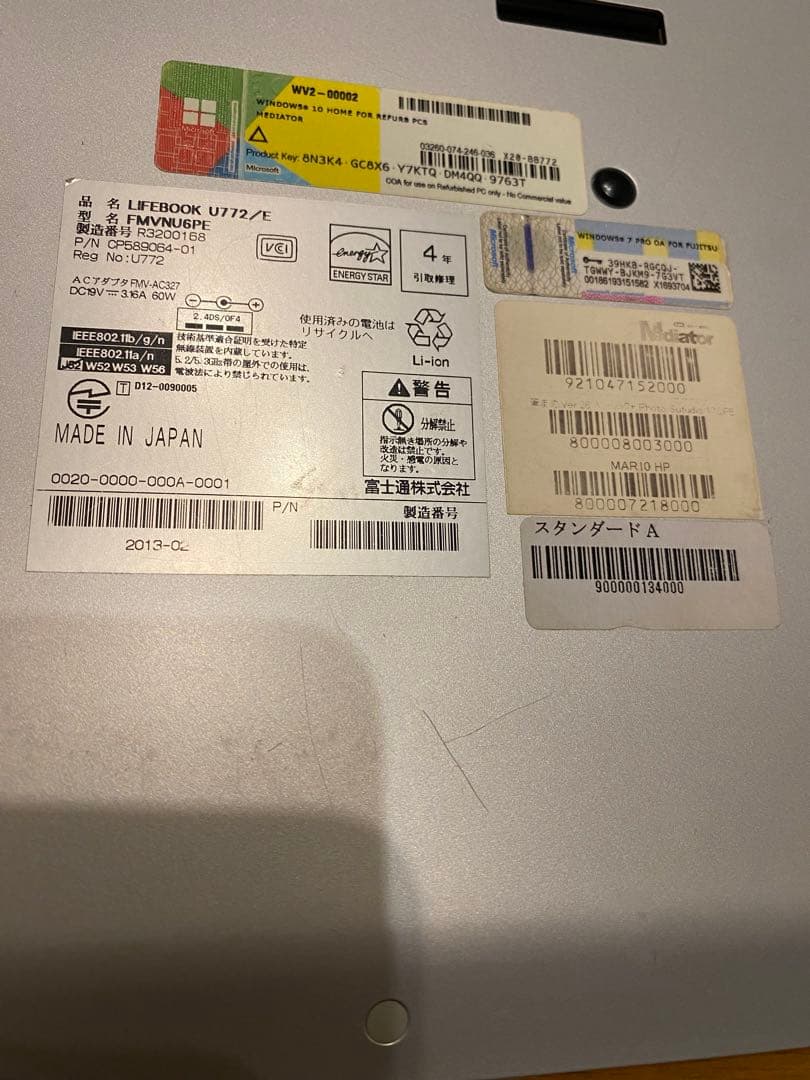 WV2-00002
WINDOWS® 10 HOME FOR REFURB PCS
MEDIATOR
03260-074-246-036 X20-88772
Product Key: 8N3K4-GC8X6-Y7KTQ-DM4QQ-9763T
Microsoft
Microsoft
COA for use on Refurbished PC only - No Commercial value
品 名 LIFEBOOK U772/E
型 名 FMVNU6PE
製造番号 R3200168
P/N CP589064-01
Reg No:U772
VCI
energy
ENERGY STAR
4年
引取修理
ACアダプタFMV-AC327
DC19V 3.16A 60W
2.4DS/OF4
使用済みの電池は
リサイクルへ
Li-ion
IEEE802.11b/g/n
IEEE802.11a/n
J52 W52 W53 W56
技術基準適合証明を受けた特定
無線装置を内蔵しています。
5.2/5.3GHz帯の屋外での使用は、
電波法により禁じられています。
T D12-0090005
警告
分解禁止
指示無き場所の分解や
改造は禁止です。
火災・感電の原因と
なります。
MADE IN JAPAN
富士通株式会社
0020-0000-000A-0001
P/N
製造番号
2013-02
WINDOWS® 7 PRO OA FOR FUJITSU
39HKB-RGCQJ-
TGWWY-BJKM9-7G3VT
00186193151582 X1693704
Mediator
921047152000
800008003000
MAR10 HP
800007218000
スタンダード A
900000134000